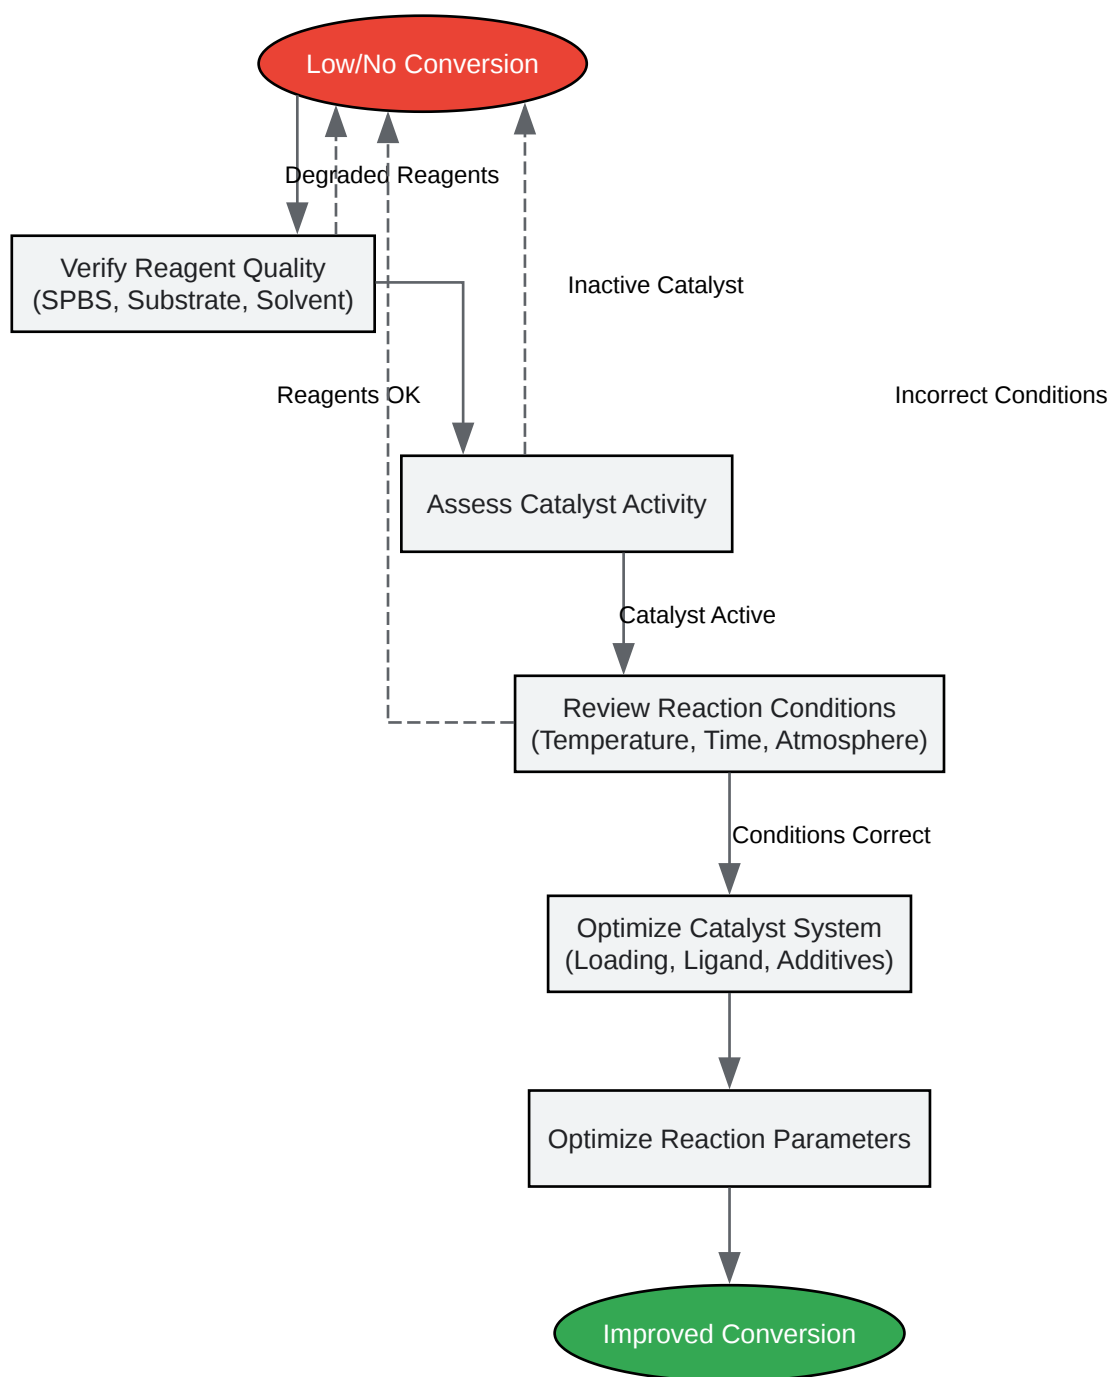 Low/No Conversion
Degraded Reagents
Verify Reagent Quality
(SPBS, Substrate, Solvent)
Inactive Catalyst
Reagents OK
Incorrect Conditions
Assess Catalyst Activity
Catalyst Active
Review Reaction Conditions
(Temperature, Time, Atmosphere)
Conditions Correct
Optimize Catalyst System
(Loading, Ligand, Additives)
Optimize Reaction Parameters
Improved Conversion